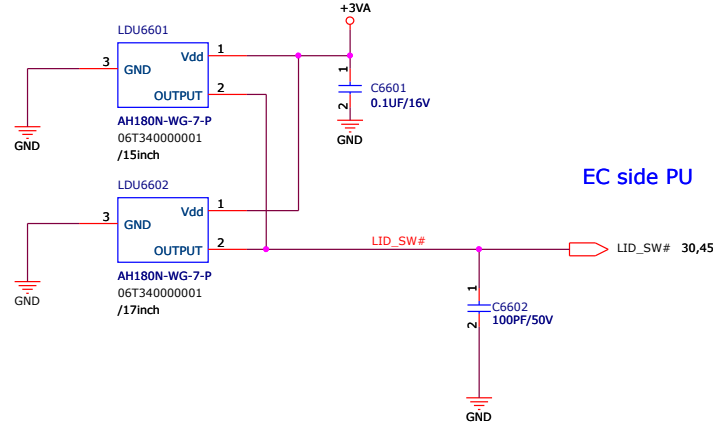 +3VA
LDU6601
3
GND
Vdd
1
OUTPUT
2
AH180N-WG-7-P
06T340000001
/15inch
GND
1
2
C6601
0.1UF/16V
GND
EC side PU
LDU6602
3
GND
Vdd
1
OUTPUT
2
AH180N-WG-7-P
06T340000001
/17inch
GND
LID_SW#
LID_SW# 30,45
1
2
C6602
100PF/50V
GND